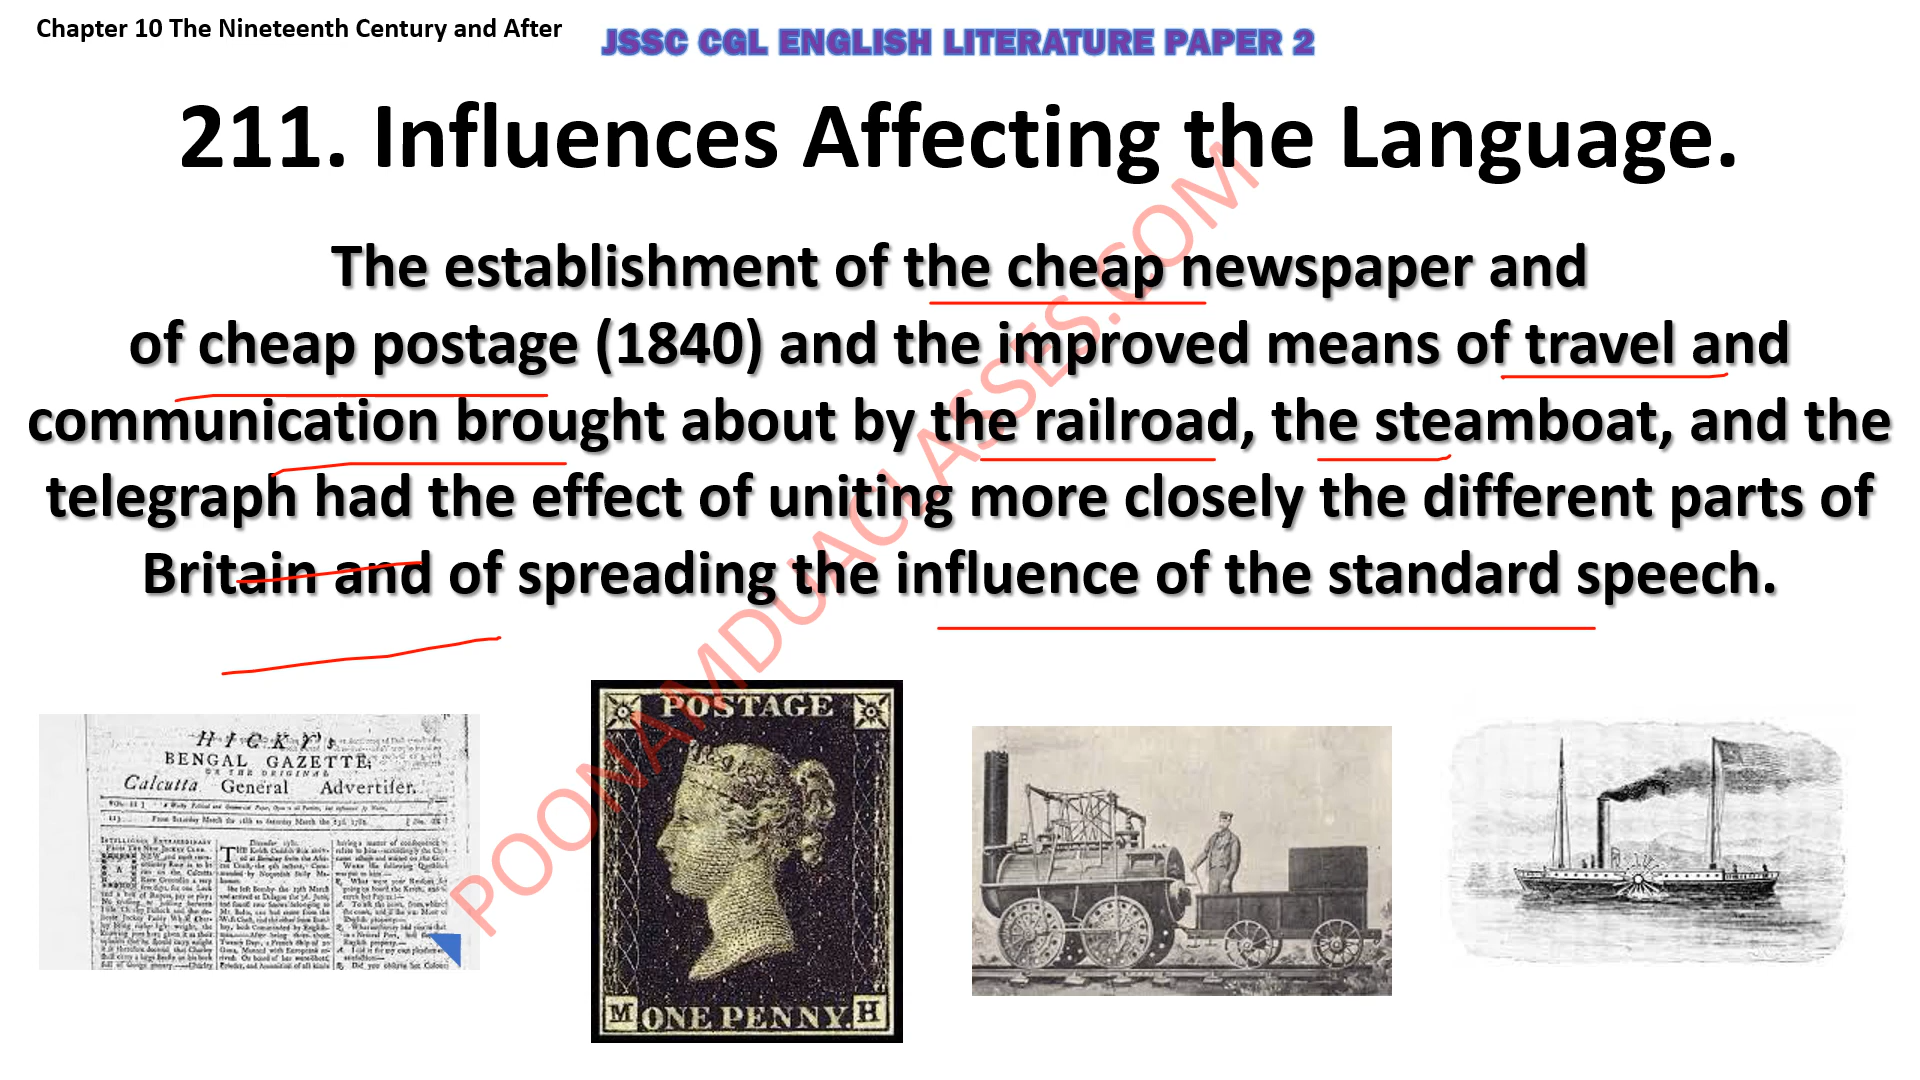 Chapter 10 The Nineteenth Century and After
JSSC CGL ENGLISH LITERATURE PAPER 2
211. Influences Affecting the Language.
The establishment of the cheap newspaper and
of cheap postage (1840) and the improved means of travel and
communication brought about by the railroad, the steamboat, and the
telegraph had the effect of uniting more closely the different parts of
Britain and of spreading the influence of the standard speech.
POONAMDUACLASSES.COM
HICKY's
BENGAL GAZETTE;
OR THE ORIGINAL
Calcutta General Advertiser.
POSTAGE
M ONE PENNY. H